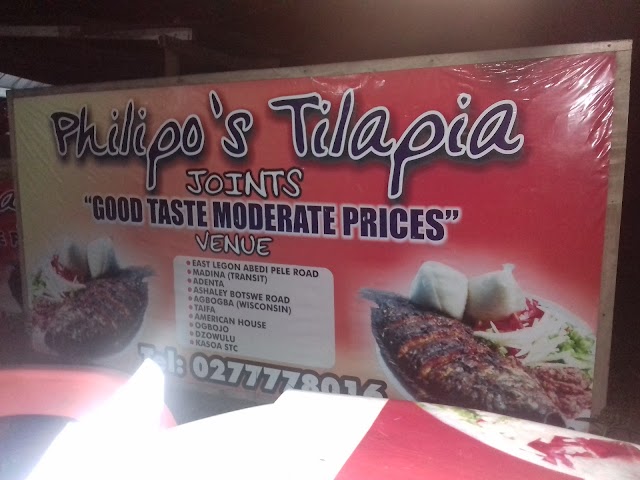 Philipo's Tilapia
JOINTS
"GOOD TASTE MODERATE PRICES"
VENUE
EAST LEGON ABEDI PELE ROAD
MADINA (TRANSIT)
ADENTA
ASHALEY BOTSWE ROAD
AGBOGBA (WISCONSIN)
TAIFA
AMERICAN HOUSE
OGBOJO
DZOWULU
KASOA STC
Tel: 0277778016